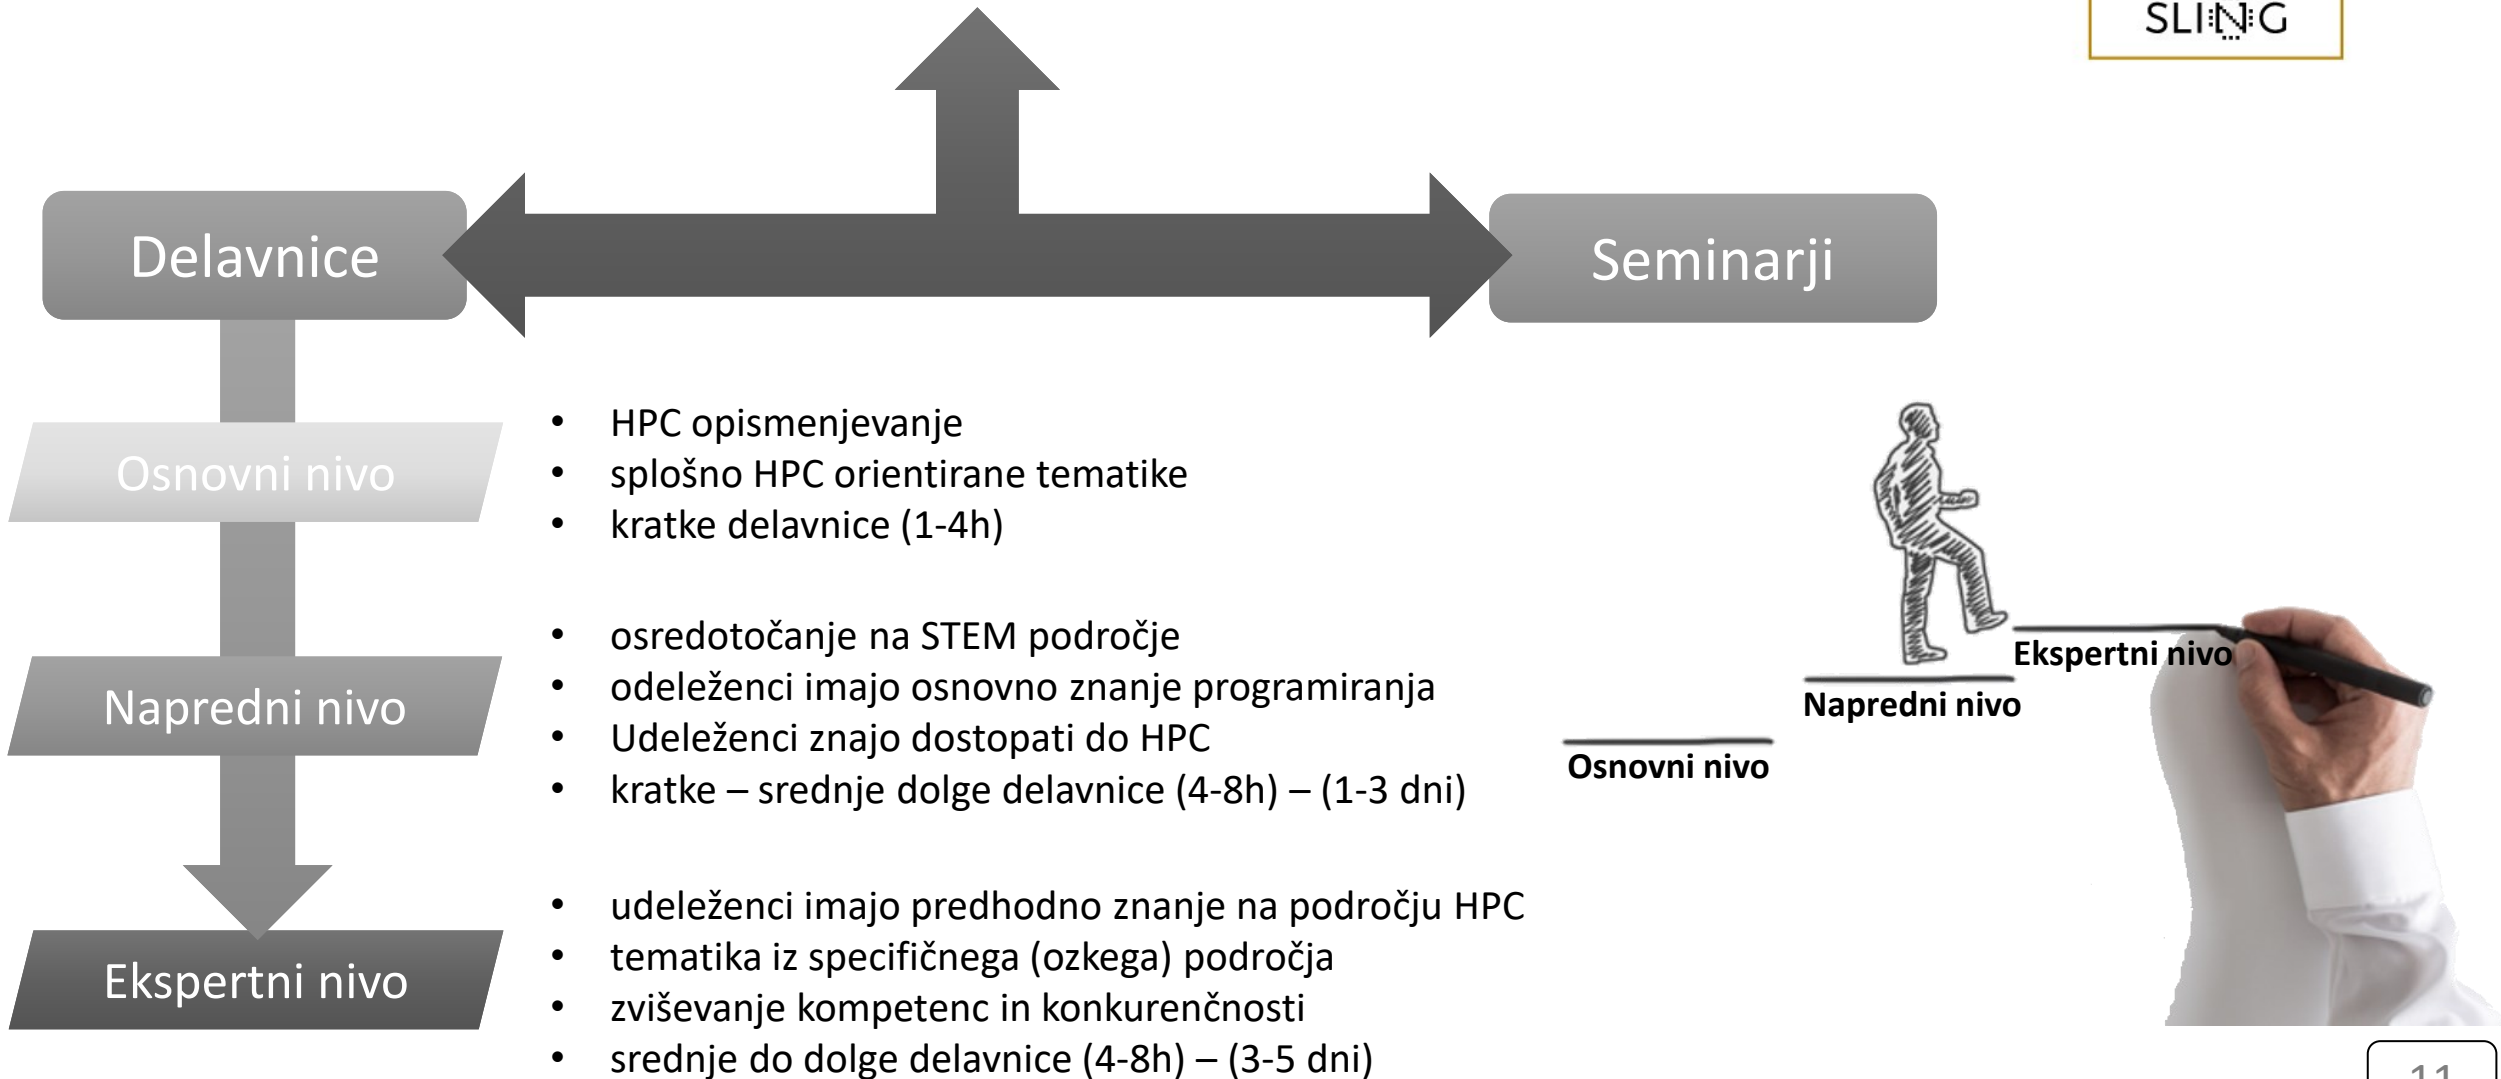 SLING
Delavnice
Seminarji
Osnovni nivo
• HPC opismenjevanje
• splošno HPC orientirane tematike
• kratke delavnice (1-4h)
Napredni nivo
• osredotočanje na STEM področje
• odeleženci imajo osnovno znanje programiranja
• Udeleženci znajo dostopati do HPC
• kratke – srednje dolge delavnice (4-8h) – (1-3 dni)
Ekspertni nivo
• udeleženci imajo predhodno znanje na področju HPC
• tematika iz specifičnega (ozkega) področja
• zviševanje kompetenc in konkurenčnosti
• srednje do dolge delavnice (4-8h) – (3-5 dni)
Ekspertni nivo
Napredni nivo
Osnovni nivo
11